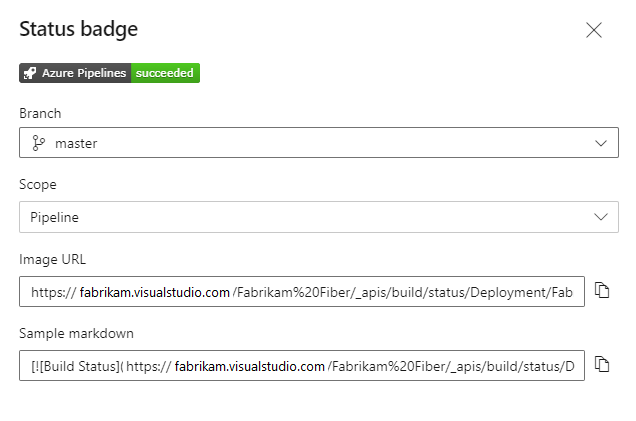 Status badge
Azure Pipelines succeeded
Branch
master
Scope
Pipeline
Image URL
https://fabrikam.visualstudio.com/Fabrikam%20Fiber/_apis/build/status/Deployment/Fab
Sample markdown
[![Build Status](https://fabrikam.visualstudio.com/Fabrikam%20Fiber/_apis/build/status/D